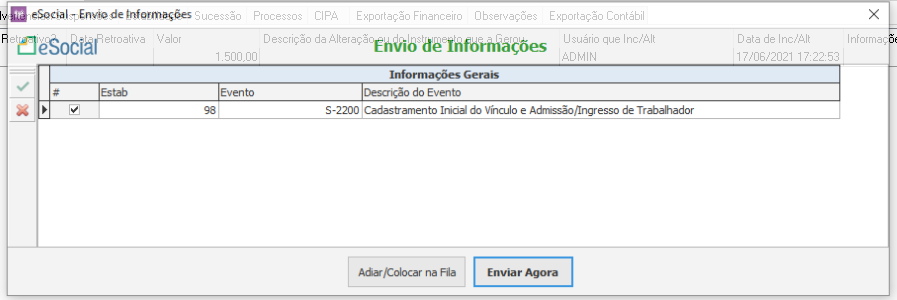 eSocial - Envio de Informações
Sucessão Processos CIPA Exportação Financeiro Observações Exportação Contábil
Retroativo? Data Retroativa Valor Descrição da Alteração ou do Instrumento que a Gerou Usuário que Inc/Alt Data de Inc/Alt Informaçõe
eSocial Envio de Informações
1.500,00 ADMIN 17/06/2021 17:22:53
Informações Gerais
# Estab Evento Descrição do Evento
98 S-2200 Cadastramento Inicial do Vínculo e Admissão/Ingresso de Trabalhador
Adiar/Colocar na Fila Enviar Agora